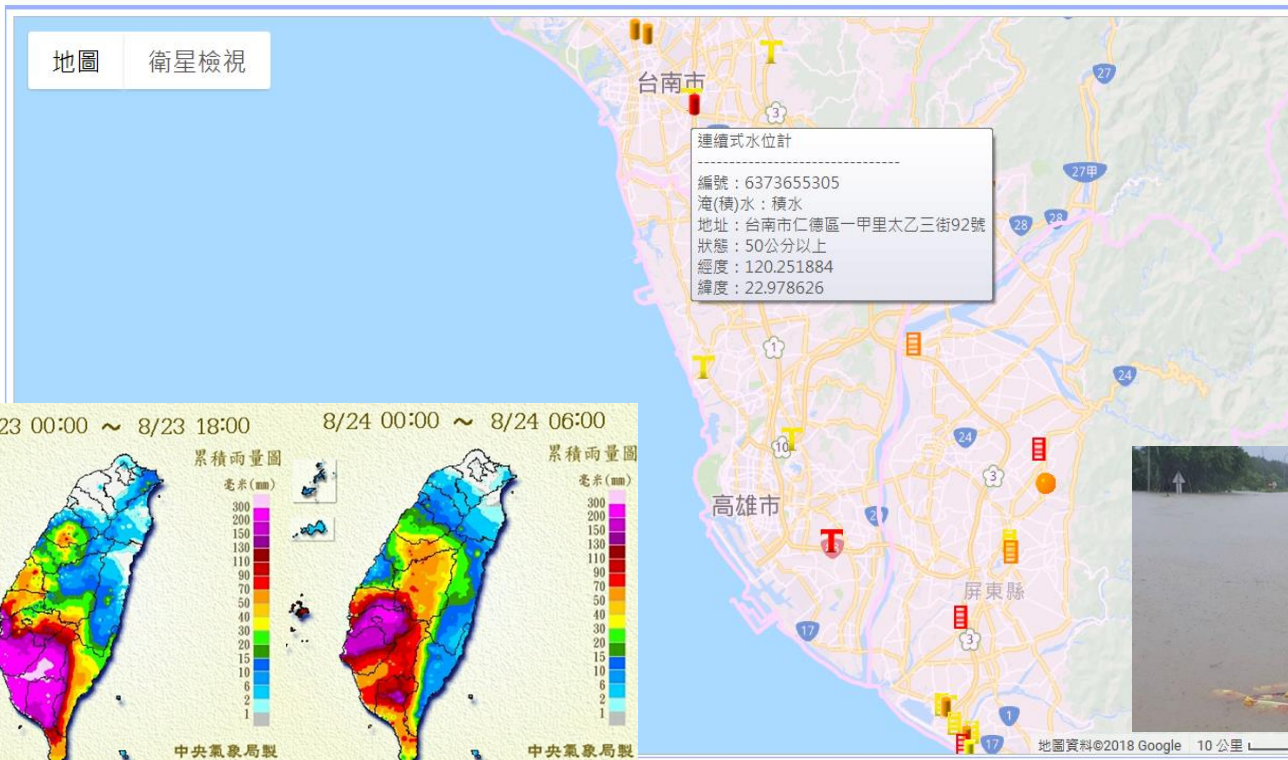 地圖
衛星檢視
台南市
3
27
連續式水位計
--------------------------------
編號：6373655305
淹(積)水：積水
地址：台南市仁德區一甲里太乙三街92號
狀態：50公分以上
經度：120.251884
緯度：22.978626
27甲
28
28
1
24
10
24
3
高雄市
屏東縣
3
17
1
17
地圖資料©2018 Google
10 公里
23 00:00 ～ 8/23 18:00
累積雨量圖
毫米(mm)
300
200
150
130
110
90
70
50
40
30
20
15
10
6
2
1
中央氣象局製
8/24 00:00 ～ 8/24 06:00
累積雨量圖
毫米(mm)
300
200
150
130
110
90
70
50
40
30
20
15
10
6
2
1
中央氣象局製